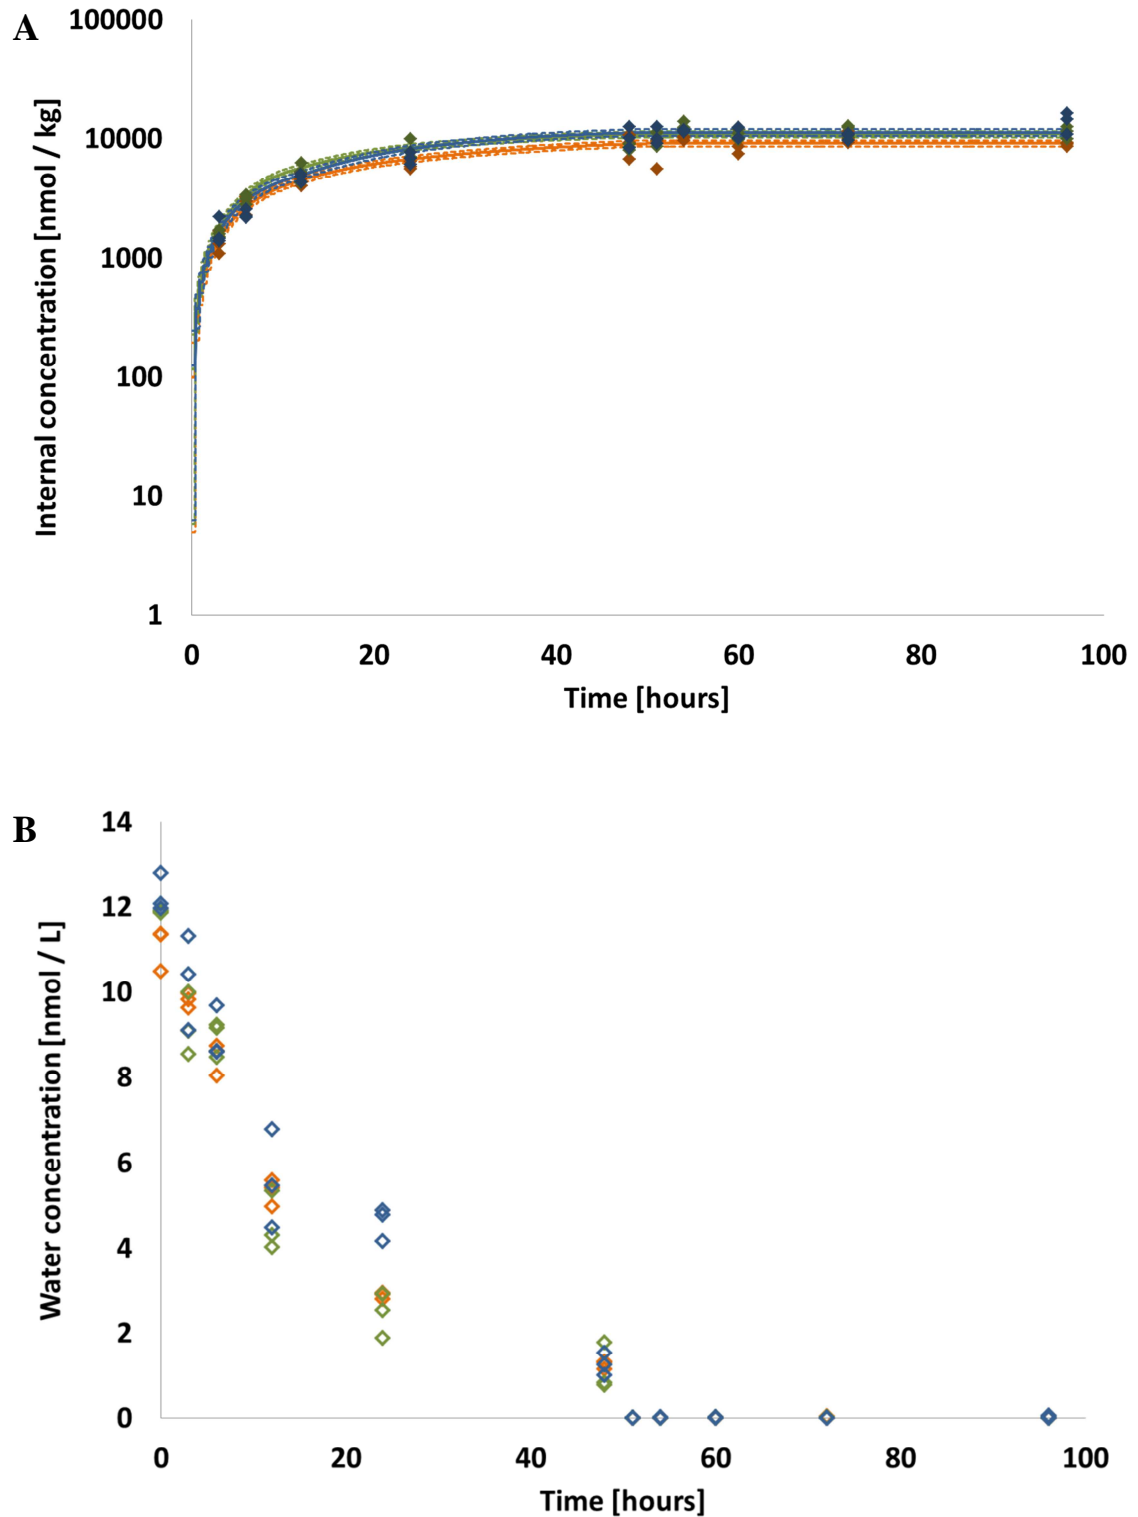 A
Internal concentration [nmol / kg]
100000
10000
1000
100
10
1
0 20 40 60 80 100
Time [hours]
B
Water concentration [nmol / L]
14
12
10
8
6
4
2
0
0 20 40 60 80 100
Time [hours]